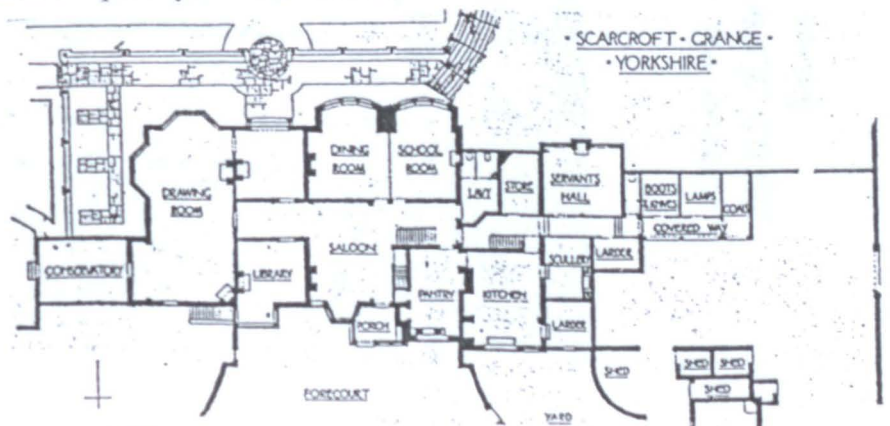 • SCARCROFT • GRANGE •
• YORKSHIRE •
DINING
ROOM
SCHOOL
ROOM
DRAWING
ROOM
LAVY
STORE
SERVANTS
HALL
BOOTS
KNIVES
LAMPS
COALS
COVERED WAY
CONSERVATORY
LIBRARY
SALOON
PANTRY
KITCHEN
SCULLERY
LARDER
LARDER
PORCH
FORECOURT
YARD
SHED
SHED
SHED
SHED